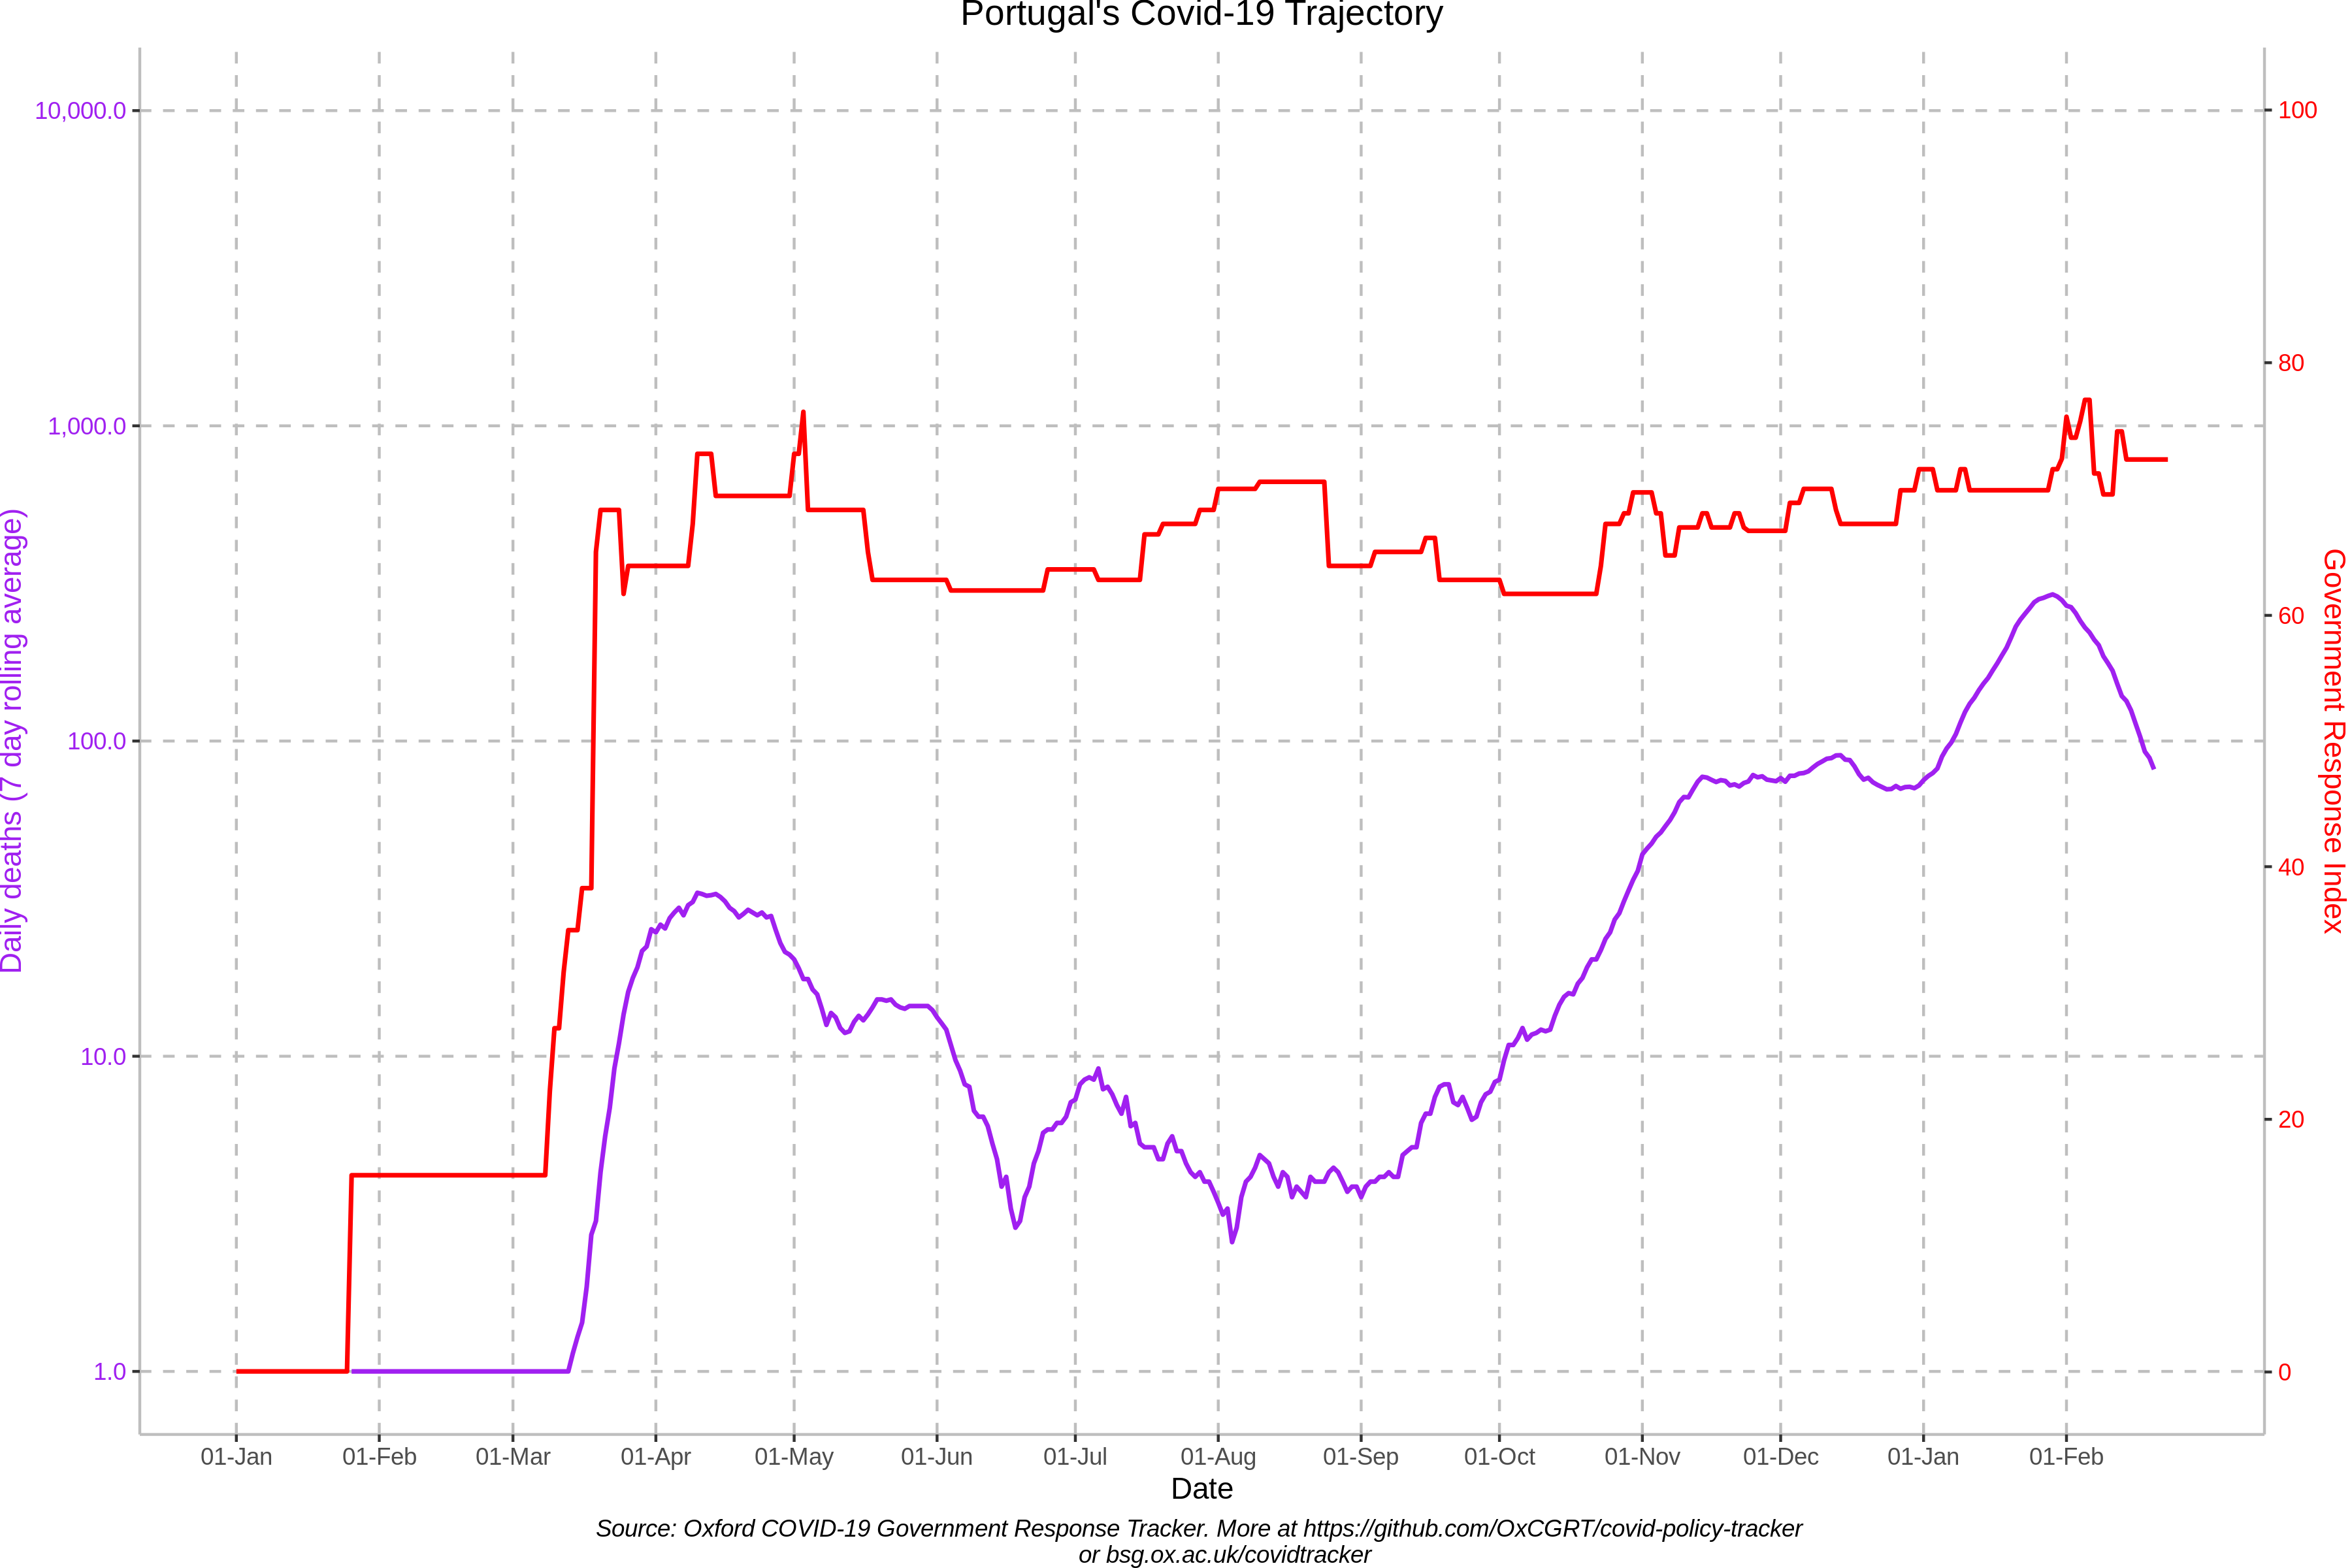 Portugal's Covid-19 Trajectory
10,000.0
1,000.0
100.0
10.0
1.0
Daily deaths (7 day rolling average)
100
80
60
40
20
0
Government Response Index
01-Jan 01-Feb 01-Mar 01-Apr 01-May 01-Jun 01-Jul 01-Aug 01-Sep 01-Oct 01-Nov 01-Dec 01-Jan 01-Feb
Date
Source: Oxford COVID-19 Government Response Tracker. More at https://github.com/OxCGRT/covid-policy-tracker
or bsg.ox.ac.uk/covidtracker